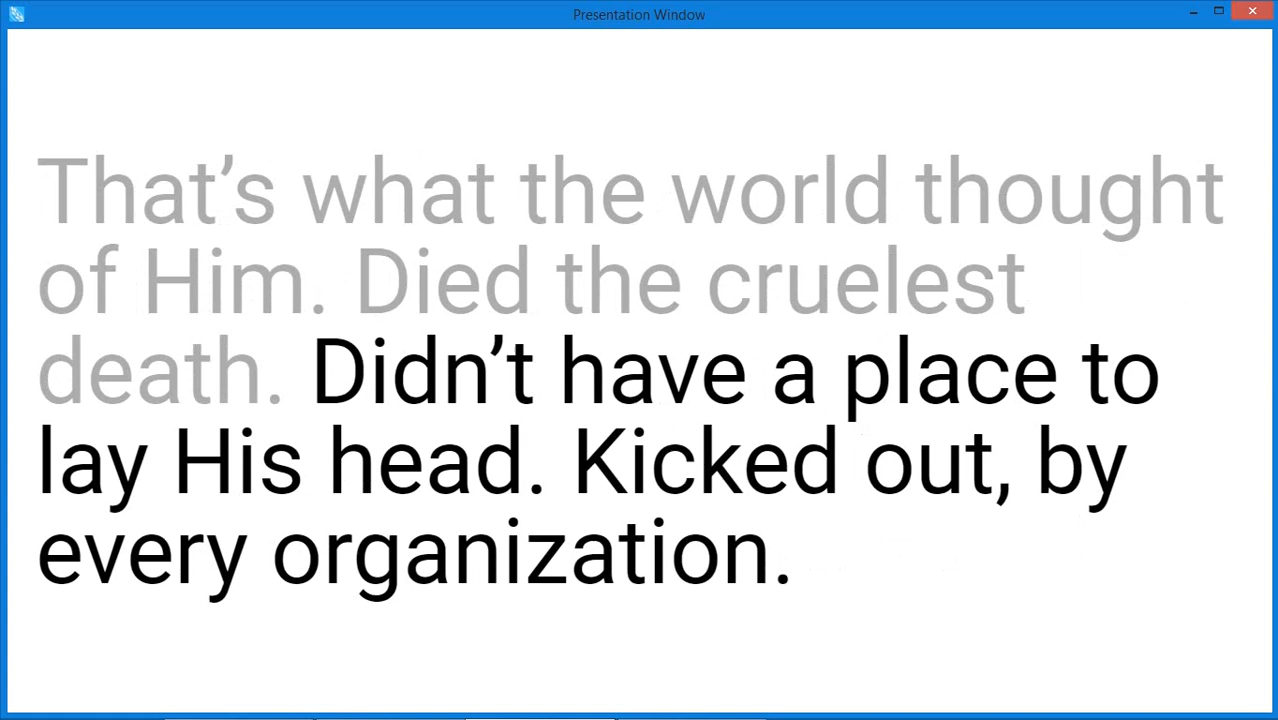 Presentation Window
That’s what the world thought
of Him. Died the cruelest
death. Didn’t have a place to
lay His head. Kicked out, by
every organization.